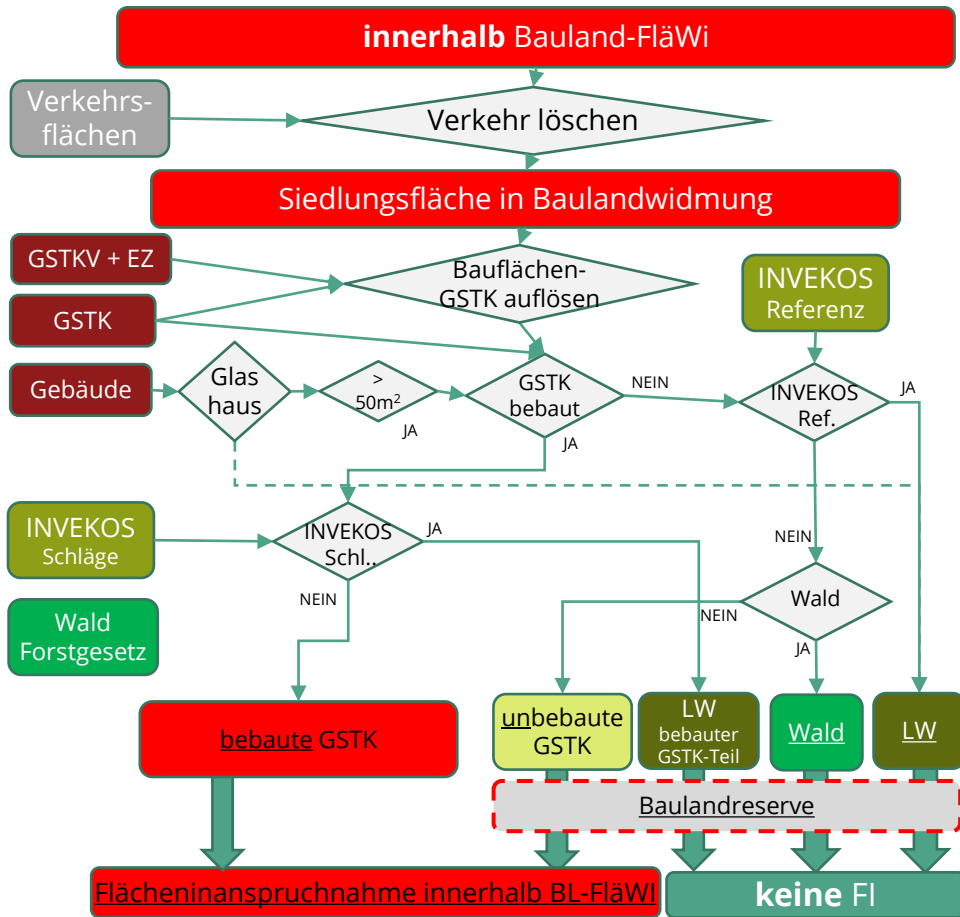 innerhalb Bauland-FläWi
Verkehrs-
flächen
Verkehr löschen
Siedlungsfläche in Baulandwidmung
GSTKV + EZ
Bauflächen-
GSTK auflösen
INVEKOS
Referenz
GSTK
Gebäude
Glas
haus
>
50m²
JA
GSTK
bebaut
NEIN
JA
INVEKOS
Ref.
JA
INVEKOS
Schläge
INVEKOS
Schl..
JA
NEIN
NEIN
Wald
Forstgesetz
Wald
NEIN
JA
bebaute GSTK
unbebaute
GSTK
LW
bebauter
GSTK-Teil
Wald
LW
Baulandreserve
Flächeninanspruchnahme innerhalb BL-FläWI
keine FI